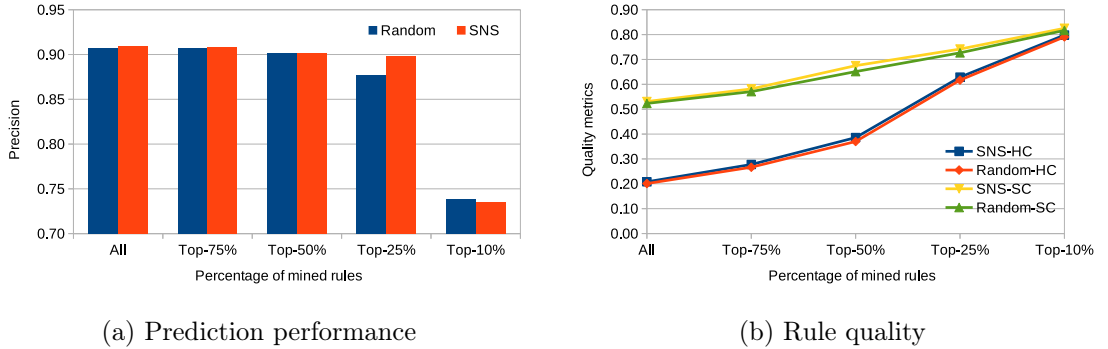 0.95
0.90
0.85
0.80
0.75
0.70
Precision
Random
SNS
All
Top-75%
Top-50%
Top-25%
Top-10%
Percentage of mined rules
(a) Prediction performance
0.90
0.80
0.70
0.60
0.50
0.40
0.30
0.20
0.10
0.00
Quality metrics
SNS-HC
Random-HC
SNS-SC
Random-SC
All
Top-75%
Top-50%
Top-25%
Top-10%
Percentage of mined rules
(b) Rule quality